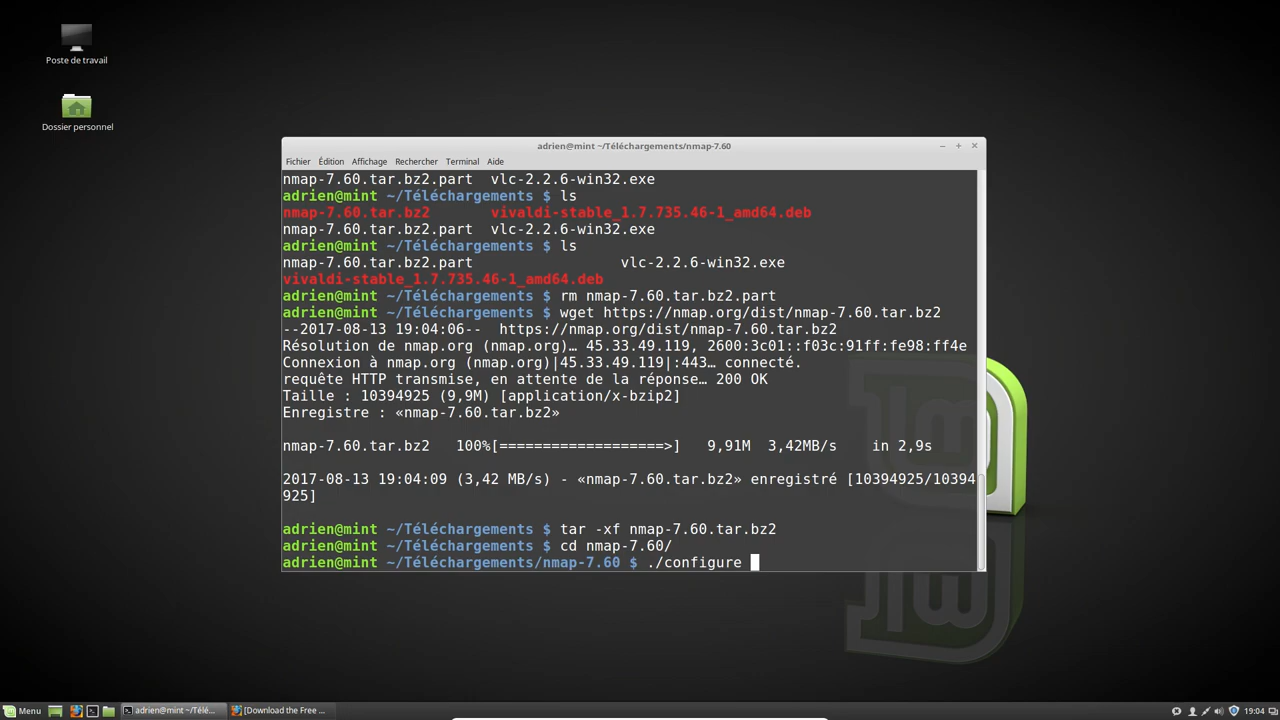 Poste de travail
Dossier personnel
adrien@mint ~/Téléchargements/nmap-7.60
Fichier Édition Affichage Rechercher Terminal Aide
nmap-7.60.tar.bz2.part  vlc-2.2.6-win32.exe
adrien@mint ~/Téléchargements $ ls
nmap-7.60.tar.bz2       vivaldi-stable_1.7.735.46-1_amd64.deb
nmap-7.60.tar.bz2.part  vlc-2.2.6-win32.exe
adrien@mint ~/Téléchargements $ ls
nmap-7.60.tar.bz2.part                 vlc-2.2.6-win32.exe
vivaldi-stable_1.7.735.46-1_amd64.deb
adrien@mint ~/Téléchargements $ rm nmap-7.60.tar.bz2.part
adrien@mint ~/Téléchargements $ wget https://nmap.org/dist/nmap-7.60.tar.bz2
--2017-08-13 19:04:06--  https://nmap.org/dist/nmap-7.60.tar.bz2
Résolution de nmap.org (nmap.org)… 45.33.49.119, 2600:3c01::f03c:91ff:fe98:ff4e
Connexion à nmap.org (nmap.org)|45.33.49.119|:443… connecté.
requête HTTP transmise, en attente de la réponse… 200 OK
Taille : 10394925 (9,9M) [application/x-bzip2]
Enregistre : «nmap-7.60.tar.bz2»
nmap-7.60.tar.bz2   100%[===================>]   9,91M  3,42MB/s    in 2,9s
2017-08-13 19:04:09 (3,42 MB/s) - «nmap-7.60.tar.bz2» enregistré [10394925/10394
925]
adrien@mint ~/Téléchargements $ tar -xf nmap-7.60.tar.bz2
adrien@mint ~/Téléchargements $ cd nmap-7.60/
adrien@mint ~/Téléchargements/nmap-7.60 $ ./configure
Menu adrien@mint ~/Télé... [Download the Free ... 19:04